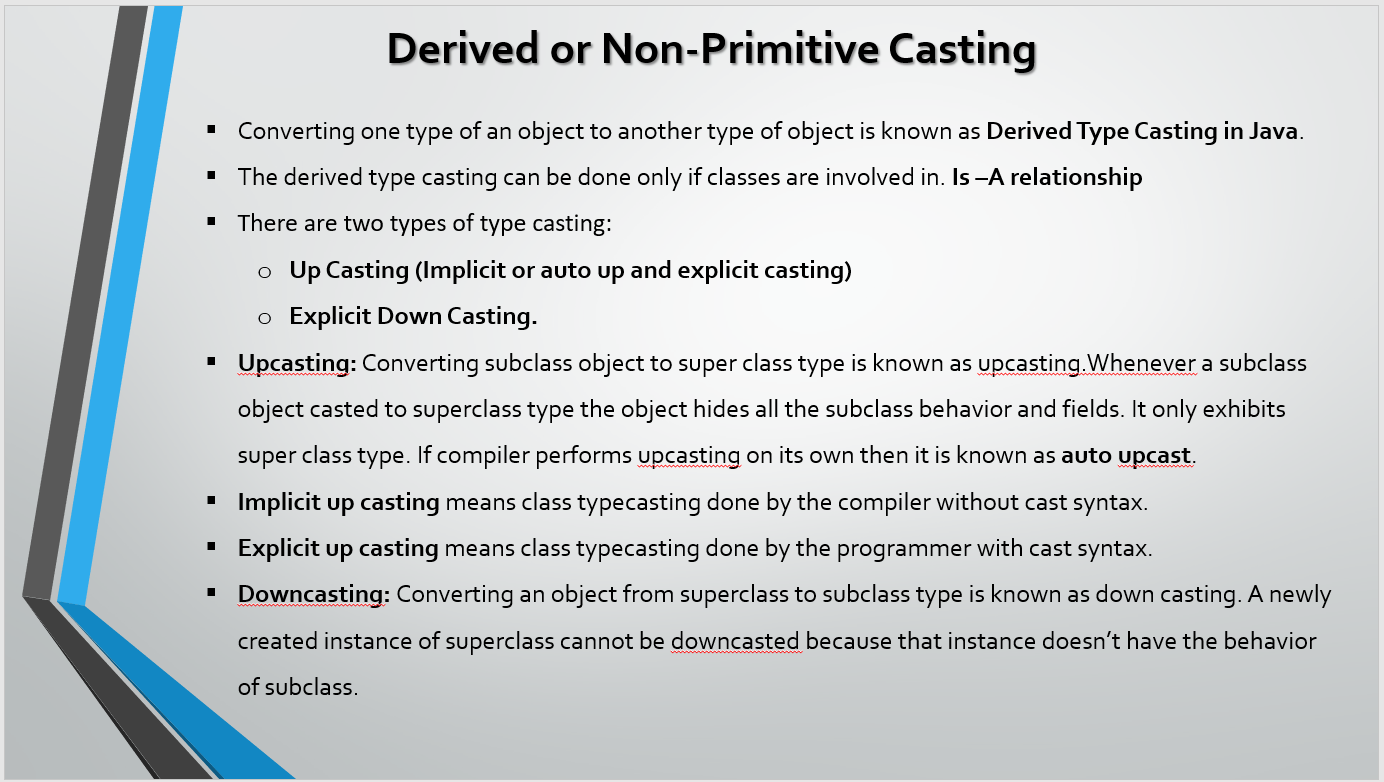 Derived or Non-Primitive Casting
▪ Converting one type of an object to another type of object is known as Derived Type Casting in Java.
▪ The derived type casting can be done only if classes are involved in. Is –A relationship
▪ There are two types of type casting:
o Up Casting (Implicit or auto up and explicit casting)
o Explicit Down Casting.
▪ Upcasting: Converting subclass object to super class type is known as upcasting.Whenever a subclass
object casted to superclass type the object hides all the subclass behavior and fields. It only exhibits
super class type. If compiler performs upcasting on its own then it is known as auto upcast.
▪ Implicit up casting means class typecasting done by the compiler without cast syntax.
▪ Explicit up casting means class typecasting done by the programmer with cast syntax.
▪ Downcasting: Converting an object from superclass to subclass type is known as down casting. A newly
created instance of superclass cannot be downcasted because that instance doesn’t have the behavior
of subclass.